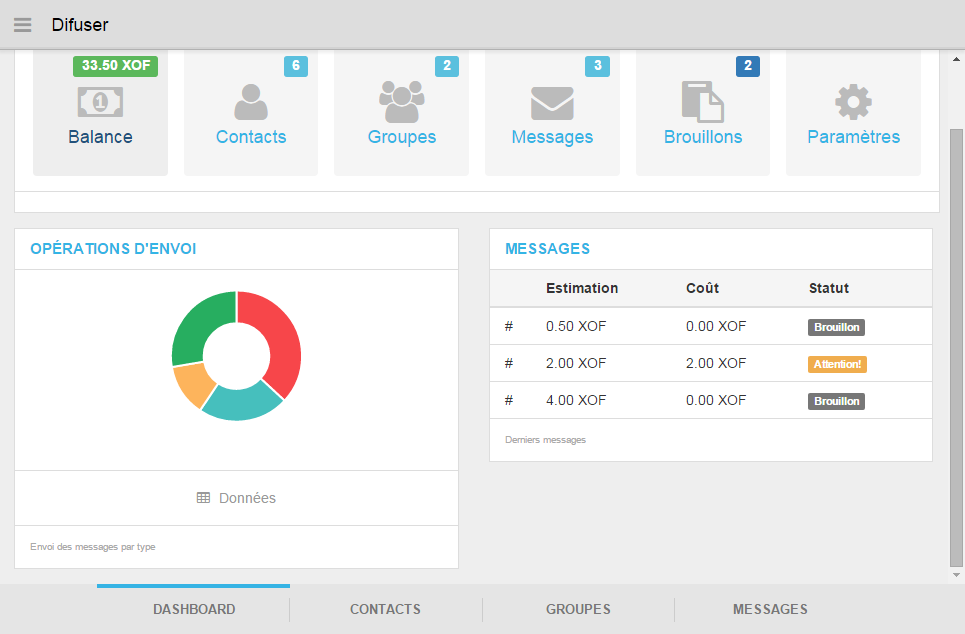 Difuser
33.50 XOF
6
2
3
2
1
Balance
Contacts
Groupes
Messages
Brouillons
Paramètres
OPÉRATIONS D'ENVOI
Données
Envoi des messages par type
MESSAGES
Estimation Coût Statut
# 0.50 XOF 0.00 XOF Brouillon
# 2.00 XOF 2.00 XOF Attention!
# 4.00 XOF 0.00 XOF Brouillon
Derniers messages
DASHBOARD
CONTACTS
GROUPES
MESSAGES